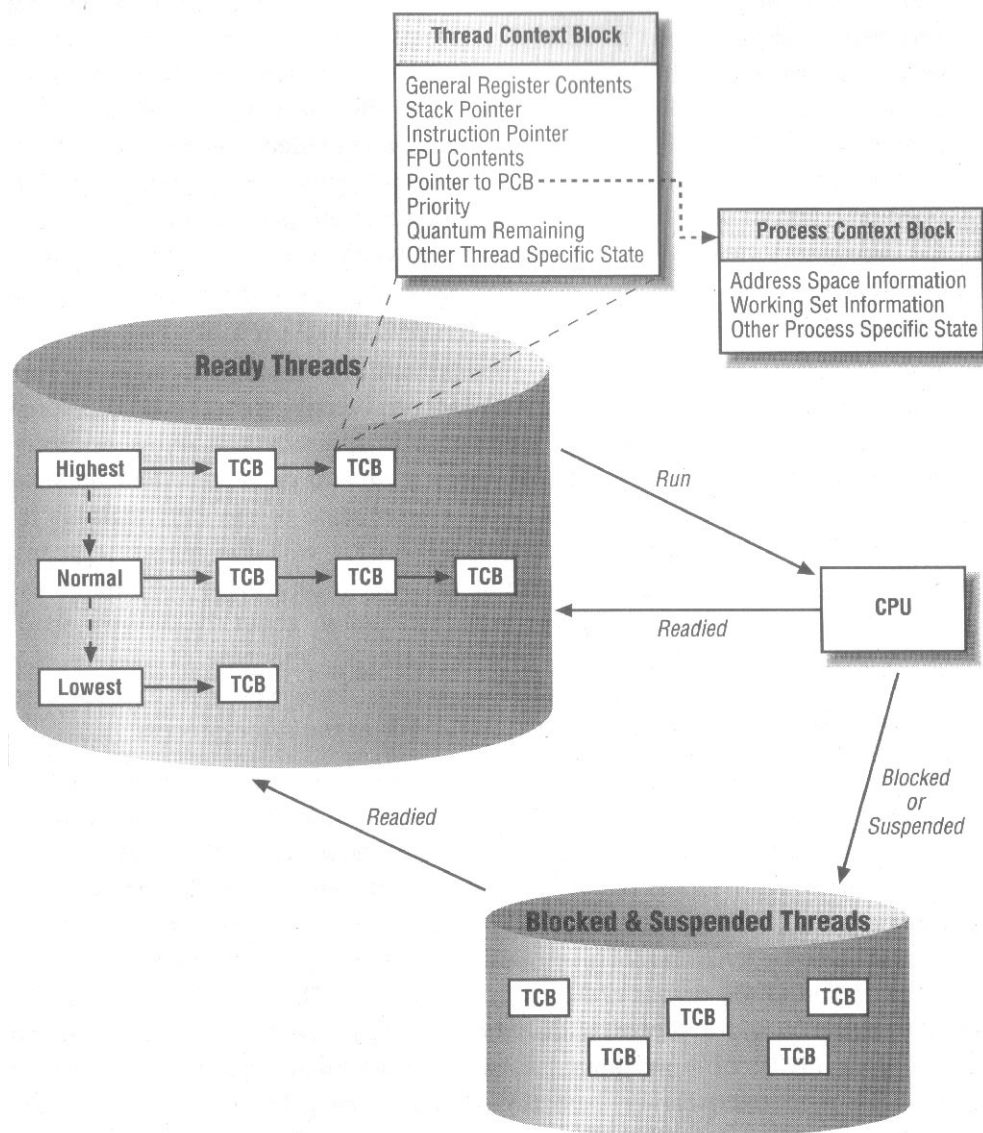 Thread Context Block
General Register Contents
Stack Pointer
Instruction Pointer
FPU Contents
Pointer to PCB
Priority
Quantum Remaining
Other Thread Specific State
Process Context Block
Address Space Information
Working Set Information
Other Process Specific State
Ready Threads
Highest
TCB
TCB
Run
Normal
TCB
TCB
TCB
CPU
Readied
Lowest
TCB
Blocked
or
Suspended
Readied
Blocked & Suspended Threads
TCB
TCB
TCB
TCB
TCB